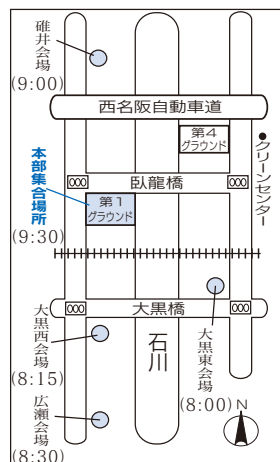 碓井会場
(9:00)
西名阪自動車道
第4
グラウンド
●クリーンセンター
本部集合場所
(9:30)
臥龍橋
第1
グラウンド
大黒橋
石川
大黒西会場
(8:15)
大黒東会場
(8:00)
広瀬会場
(8:30)
N